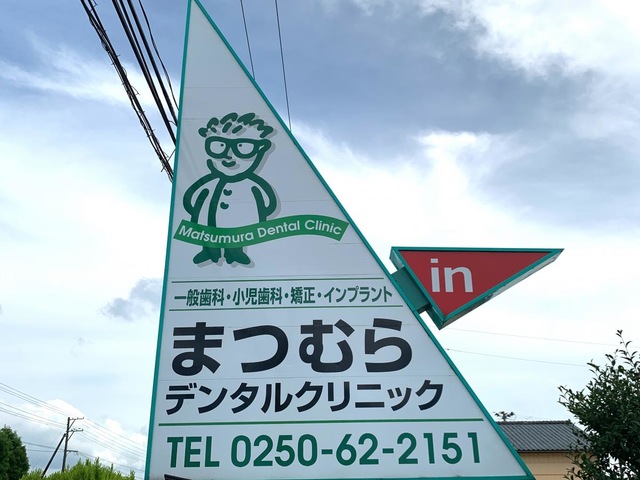 Matsumura Dental Clinic
in
一般歯科・小児歯科・矯正・インプラント
まつむら
デンタルクリニック
TEL 0250-62-2151